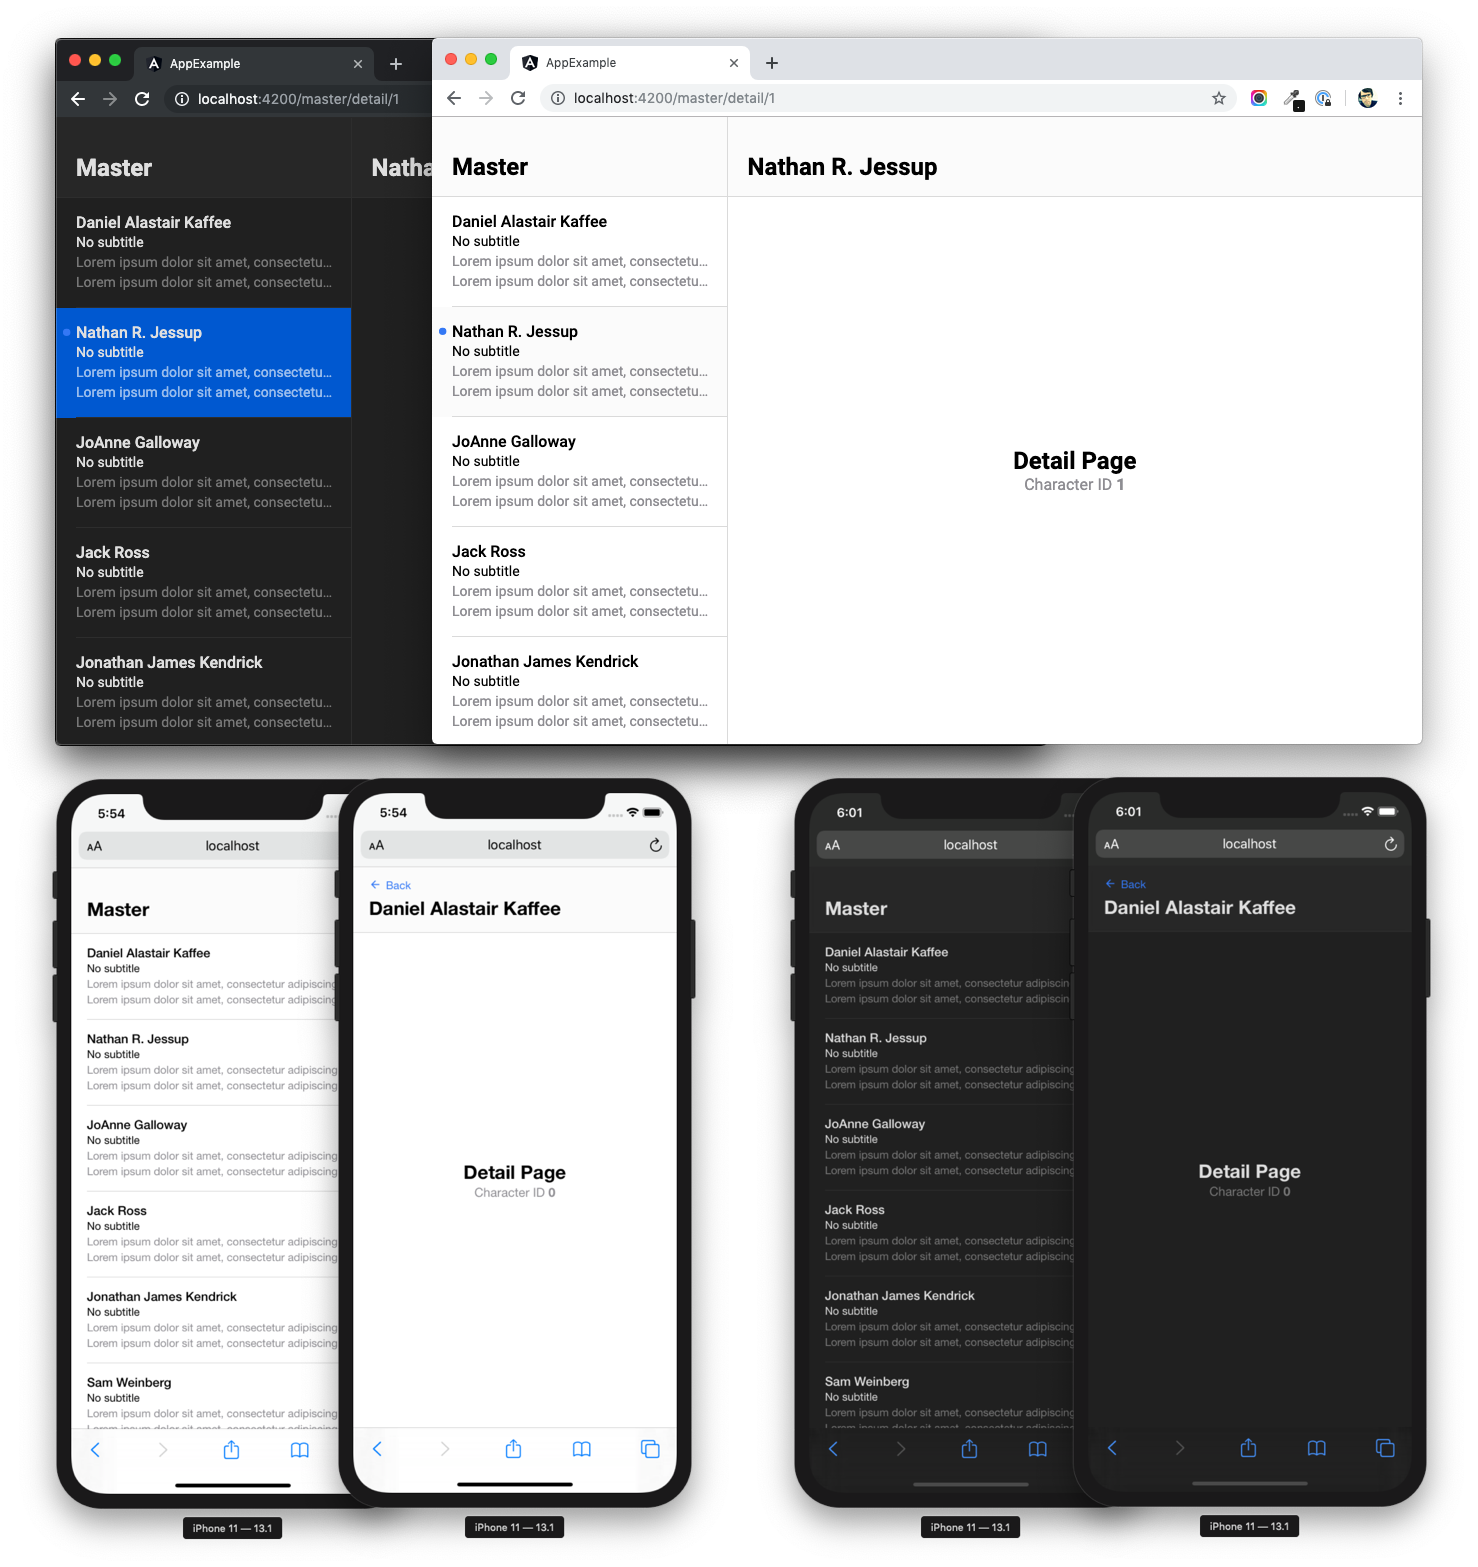 AppExample
localhost:4200/master/detail/1
Master
Natha
Daniel Alastair Kaffee
No subtitle
Lorem ipsum dolor sit amet, consectetu...
Lorem ipsum dolor sit amet, consectetu...
Nathan R. Jessup
No subtitle
Lorem ipsum dolor sit amet, consectetu...
Lorem ipsum dolor sit amet, consectetu...
JoAnne Galloway
No subtitle
Lorem ipsum dolor sit amet, consectetu...
Lorem ipsum dolor sit amet, consectetu...
Jack Ross
No subtitle
Lorem ipsum dolor sit amet, consectetu...
Lorem ipsum dolor sit amet, consectetu...
Jonathan James Kendrick
No subtitle
Lorem ipsum dolor sit amet, consectetu...
Lorem ipsum dolor sit amet, consectetu...
AppExample
localhost:4200/master/detail/1
Master
Nathan R. Jessup
Daniel Alastair Kaffee
No subtitle
Lorem ipsum dolor sit amet, consectetu...
Lorem ipsum dolor sit amet, consectetu...
Nathan R. Jessup
No subtitle
Lorem ipsum dolor sit amet, consectetu...
Lorem ipsum dolor sit amet, consectetu...
JoAnne Galloway
No subtitle
Lorem ipsum dolor sit amet, consectetu...
Lorem ipsum dolor sit amet, consectetu...
Jack Ross
No subtitle
Lorem ipsum dolor sit amet, consectetu...
Lorem ipsum dolor sit amet, consectetu...
Jonathan James Kendrick
No subtitle
Lorem ipsum dolor sit amet, consectetu...
Lorem ipsum dolor sit amet, consectetu...
Detail Page
Character ID 1
5:54
AA localhost
Master
Daniel Alastair Kaffee
No subtitle
Lorem ipsum dolor sit amet, consectetur adipiscing
Lorem ipsum dolor sit amet, consectetur adipiscing
Nathan R. Jessup
No subtitle
Lorem ipsum dolor sit amet, consectetur adipiscing
Lorem ipsum dolor sit amet, consectetur adipiscing
JoAnne Galloway
No subtitle
Lorem ipsum dolor sit amet, consectetur adipiscing
Lorem ipsum dolor sit amet, consectetur adipiscing
Jack Ross
No subtitle
Lorem ipsum dolor sit amet, consectetur adipiscing
Lorem ipsum dolor sit amet, consectetur adipiscing
Jonathan James Kendrick
No subtitle
Lorem ipsum dolor sit amet, consectetur adipiscing
Lorem ipsum dolor sit amet, consectetur adipiscing
Sam Weinberg
No subtitle
Lorem ipsum dolor sit amet, consectetur adipiscing
iPhone 11 — 13.1
5:54
AA localhost
Back
Daniel Alastair Kaffee
Detail Page
Character ID 0
iPhone 11 — 13.1
6:01
AA localhost
Master
Daniel Alastair Kaffee
No subtitle
Lorem ipsum dolor sit amet, consectetur adipiscin
Lorem ipsum dolor sit amet, consectetur adipiscin
Nathan R. Jessup
No subtitle
Lorem ipsum dolor sit amet, consectetur adipiscing
Lorem ipsum dolor sit amet, consectetur adipiscing
JoAnne Galloway
No subtitle
Lorem ipsum dolor sit amet, consectetur adipiscing
Lorem ipsum dolor sit amet, consectetur adipiscing
Jack Ross
No subtitle
Lorem ipsum dolor sit amet, consectetur adipiscing
Lorem ipsum dolor sit amet, consectetur adipiscing
Jonathan James Kendrick
No subtitle
Lorem ipsum dolor sit amet, consectetur adipiscing
Lorem ipsum dolor sit amet, consectetur adipiscing
Sam Weinberg
No subtitle
Lorem ipsum dolor sit amet, consectetur adipiscing
iPhone 11 — 13.1
6:01
AA localhost
Back
Daniel Alastair Kaffee
Detail Page
Character ID 0
iPhone 11 — 13.1